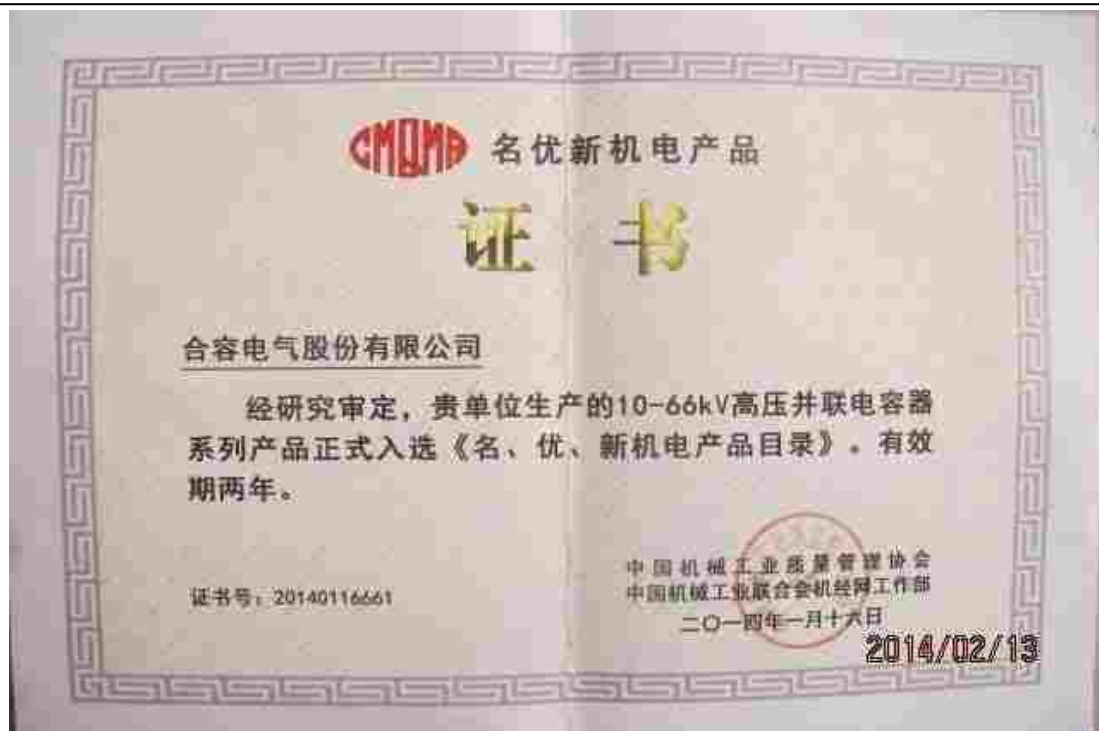 CMQMA 名优新机电产品
证 书
合容电气股份有限公司
经研究审定，贵单位生产的10-66kV高压并联电容器
系列产品正式入选《名、优、新机电产品目录》。有效
期两年。
中国机械工业质量管理协会
中国机械工业联合会机经网工作部
证书号：20140116661
二〇一四年一月十六日
2014/02/13